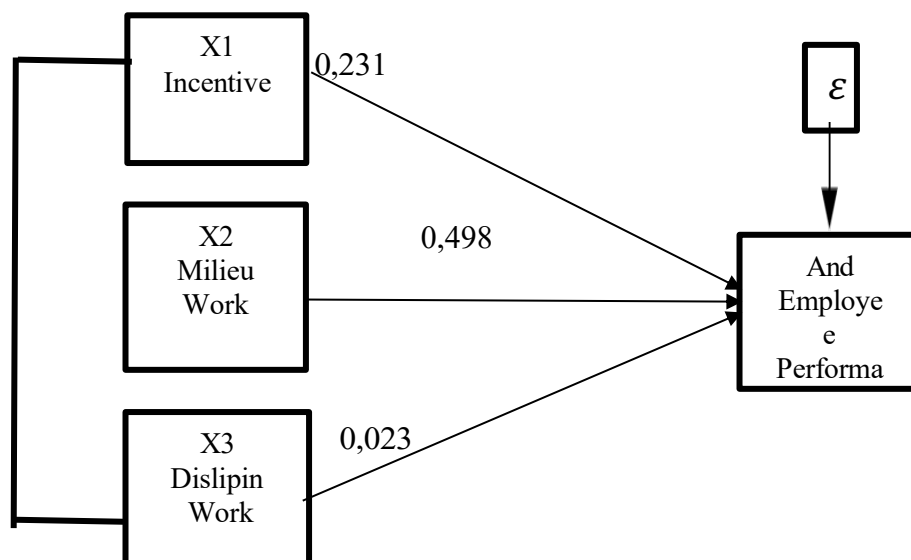 X1
Incentive
0,231
ε
X2
Milieu
Work
0,498
And
Employe
e
Performa
X3
Dislipin
Work
0,023